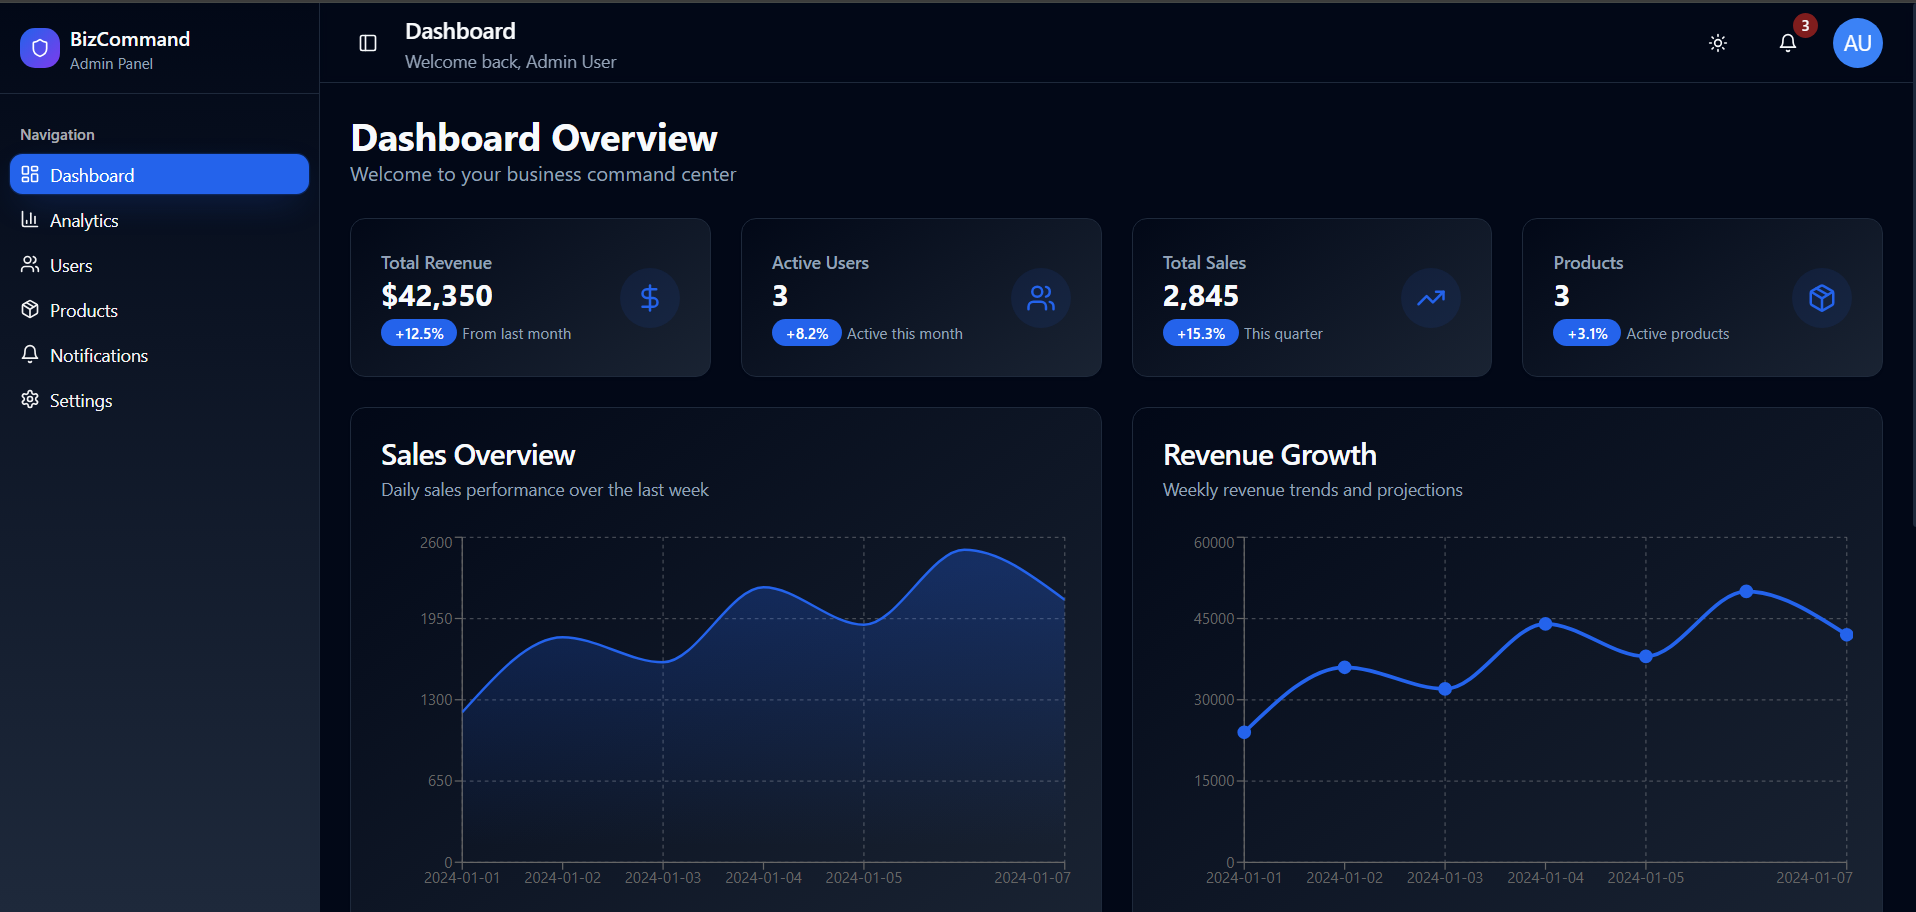 BizCommand
Admin Panel
Navigation
Dashboard
Analytics
Users
Products
Notifications
Settings
Dashboard
Welcome back, Admin User
3
AU
Dashboard Overview
Welcome to your business command center
Total Revenue
$42,350
+12.5% From last month
Active Users
3
+8.2% Active this month
Total Sales
2,845
+15.3% This quarter
Products
3
+3.1% Active products
Sales Overview
Daily sales performance over the last week
2600
1950
1300
650
0
2024-01-01 2024-01-02 2024-01-03 2024-01-04 2024-01-05 2024-01-07
Revenue Growth
Weekly revenue trends and projections
60000
45000
30000
15000
0
2024-01-01 2024-01-02 2024-01-03 2024-01-04 2024-01-05 2024-01-07